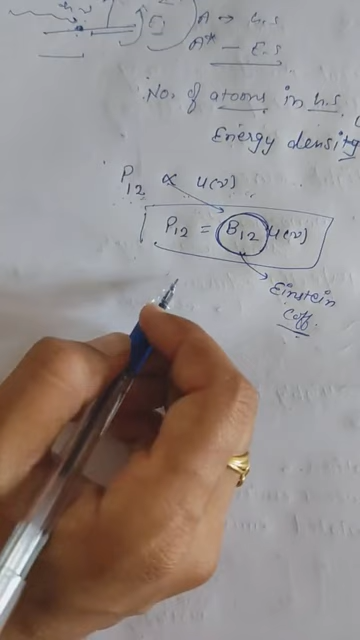 A → h.s
A* — E.s
No. of atoms in h.s.
Energy density
P₁₂ ∝ u(ν)
P₁₂ = B₁₂ u(ν)
Einstein
Coff.